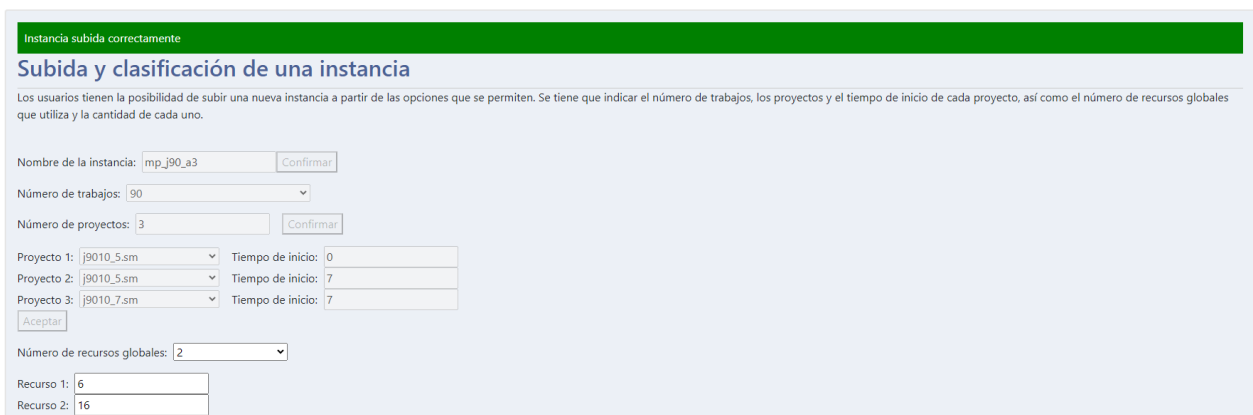 Instancia subida correctamente
Subida y clasificación de una instancia
Los usuarios tienen la posibilidad de subir una nueva instancia a partir de las opciones que se permiten. Se tiene que indicar el número de trabajos, los proyectos y el tiempo de inicio de cada proyecto, así como el número de recursos globales
que utiliza y la cantidad de cada uno.
Nombre de la instancia: mp_j90_a3 Confirmar
Número de trabajos: 90
Número de proyectos: 3 Confirmar
Proyecto 1: j9010_5.sm Tiempo de inicio: 0
Proyecto 2: j9010_5.sm Tiempo de inicio: 7
Proyecto 3: j9010_7.sm Tiempo de inicio: 7
Aceptar
Número de recursos globales: 2
Recurso 1: 6
Recurso 2: 16